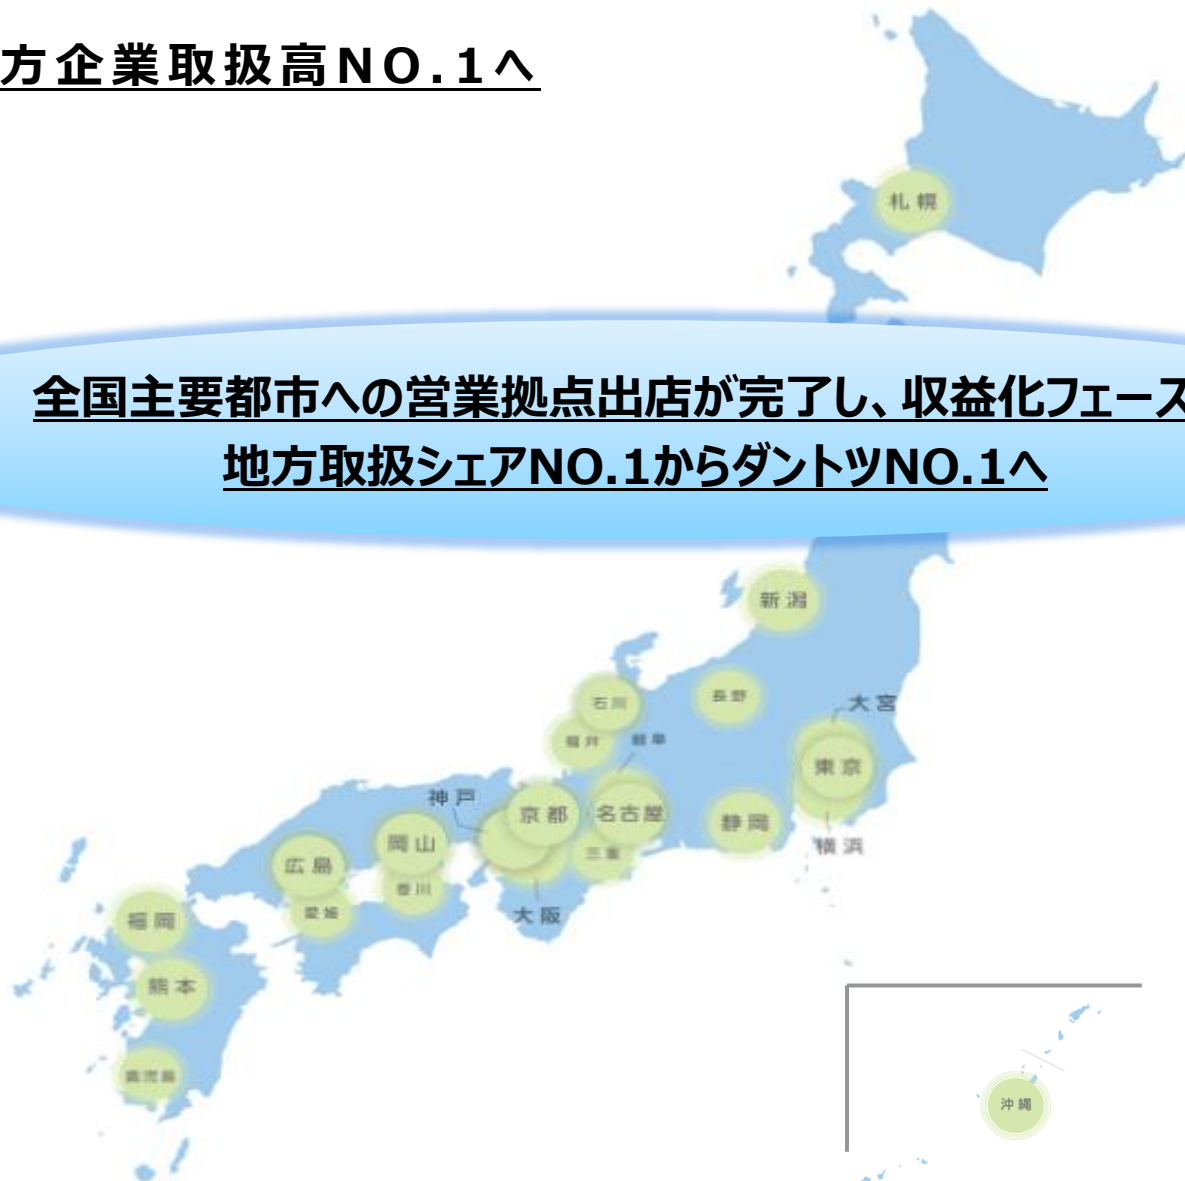 方企業取扱高NO.1へ
札幌
全国主要都市への営業拠点出店が完了し、収益化フェーズ
地方取扱シェアNO.1からダントツNO.1へ
新潟
長野
石川
大宮
福井
岐阜
東京
神戸
京都
名古屋
静岡
岡山
横浜
三重
広島
香川
大阪
愛媛
福岡
熊本
鹿児島
沖縄